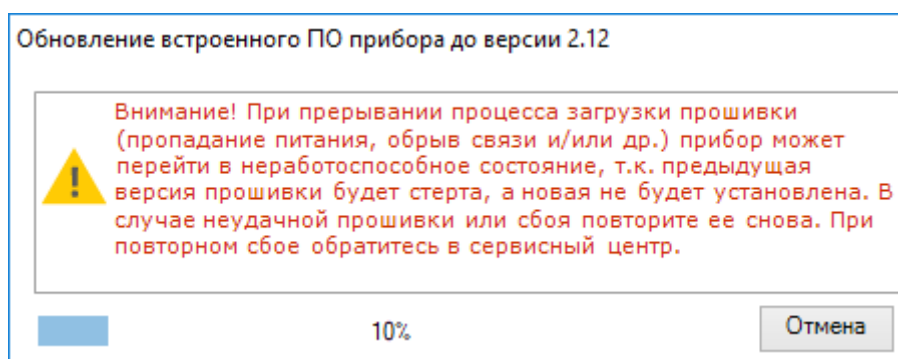 Обновление встроенного ПО прибора до версии 2.12
Внимание! При прерывании процесса загрузки прошивки
(пропадание питания, обрыв связи и/или др.) прибор может
перейти в неработоспособное состояние, т.к. предыдущая
версия прошивки будет стерта, а новая не будет установлена. В
случае неудачной прошивки или сбоя повторите ее снова. При
повторном сбое обратитесь в сервисный центр.
10%
Отмена